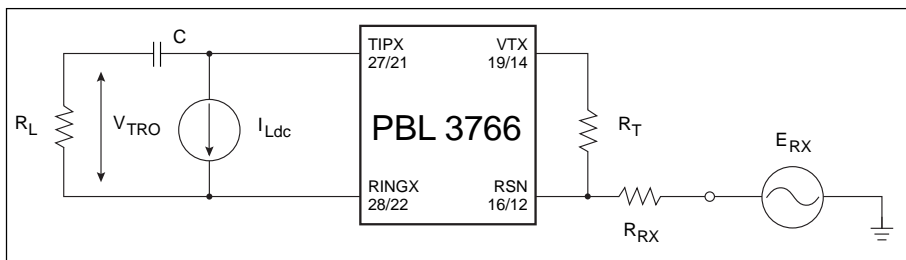 C
TIPX
27/21
VTX
19/14
R_L
V_TRO
I_Ldc
PBL 3766
R_T
E_RX
RINGX
28/22
RSN
16/12
R_RX